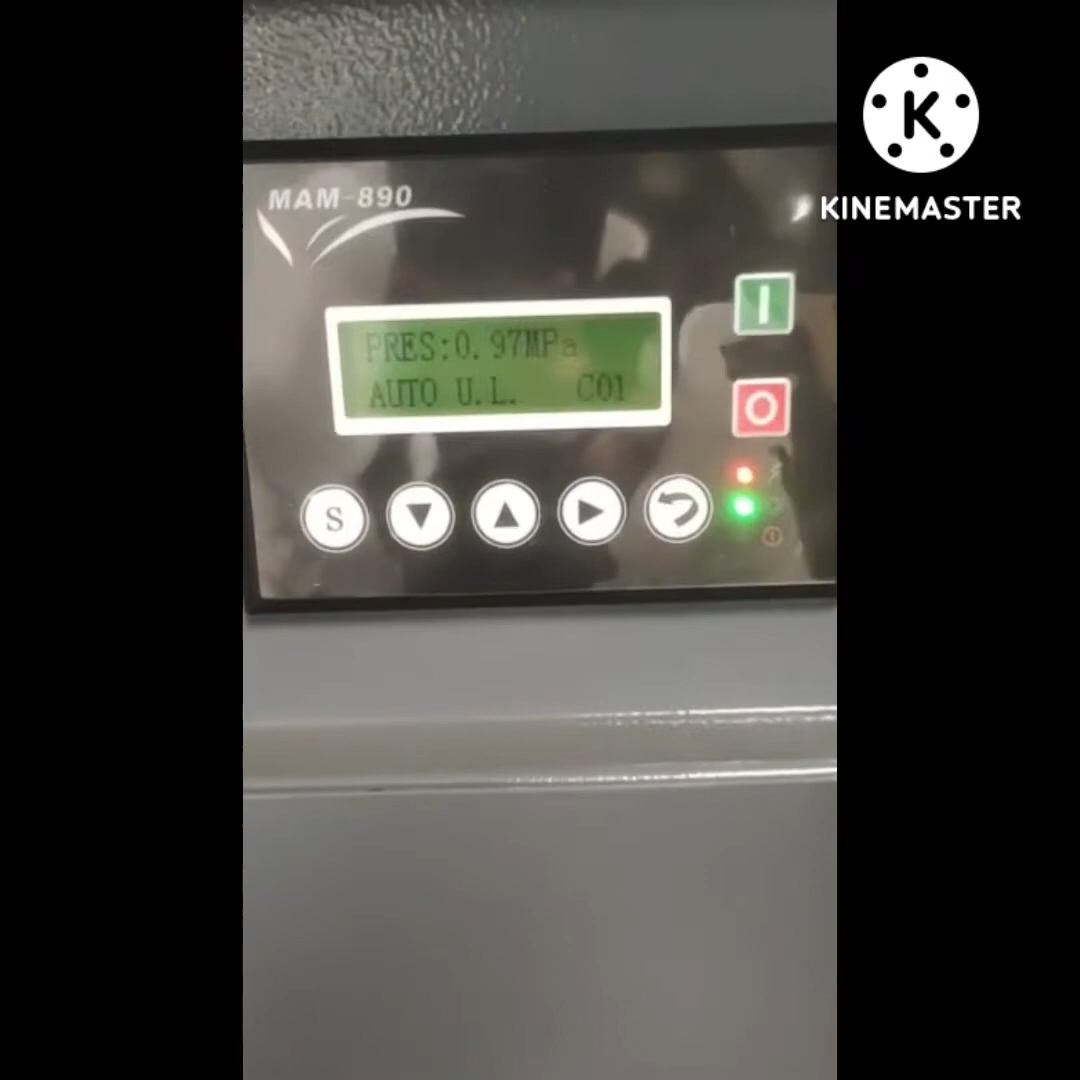 MAM-890
PRES:0.97MPa
AUTO U.L. C01
I
O
S
K
KINEMASTER